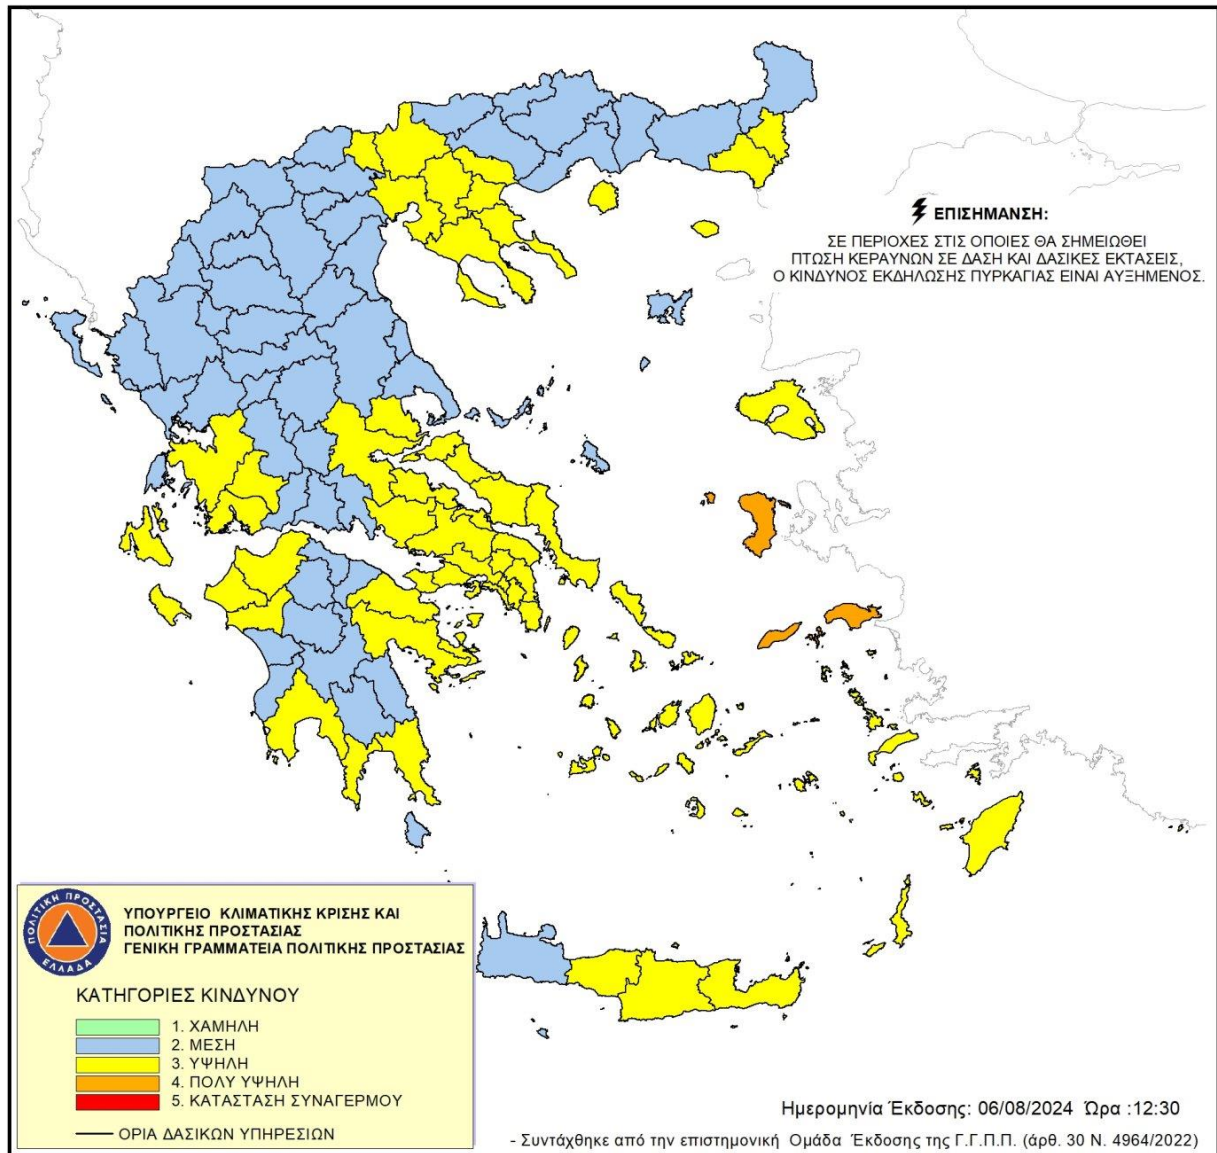 ΕΠΙΣΗΜΑΝΣΗ:
ΣΕ ΠΕΡΙΟΧΕΣ ΣΤΙΣ ΟΠΟΙΕΣ ΘΑ ΣΗΜΕΙΩΘΕΙ
ΠΤΩΣΗ ΚΕΡΑΥΝΩΝ ΣΕ ΔΑΣΗ ΚΑΙ ΔΑΣΙΚΕΣ ΕΚΤΑΣΕΙΣ,
Ο ΚΙΝΔΥΝΟΣ ΕΚΔΗΛΩΣΗΣ ΠΥΡΚΑΓΙΑΣ ΕΙΝΑΙ ΑΥΞΗΜΕΝΟΣ.
ΠΟΛΙΤΙΚΗ ΠΡΟΣΤΑΣΙΑ
ΕΛΛΑΔΑ
ΥΠΟΥΡΓΕΙΟ ΚΛΙΜΑΤΙΚΗΣ ΚΡΙΣΗΣ ΚΑΙ
ΠΟΛΙΤΙΚΗΣ ΠΡΟΣΤΑΣΙΑΣ
ΓΕΝΙΚΗ ΓΡΑΜΜΑΤΕΙΑ ΠΟΛΙΤΙΚΗΣ ΠΡΟΣΤΑΣΙΑΣ
ΚΑΤΗΓΟΡΙΕΣ ΚΙΝΔΥΝΟΥ
1. ΧΑΜΗΛΗ
2. ΜΕΣΗ
3. ΥΨΗΛΗ
4. ΠΟΛΥ ΥΨΗΛΗ
5. ΚΑΤΑΣΤΑΣΗ ΣΥΝΑΓΕΡΜΟΥ
ΟΡΙΑ ΔΑΣΙΚΩΝ ΥΠΗΡΕΣΙΩΝ
Ημερομηνία Έκδοσης: 06/08/2024 Ώρα :12:30
- Συντάχθηκε από την επιστημονική Ομάδα Έκδοσης της Γ.Γ.Π.Π. (άρθ. 30 Ν. 4964/2022)